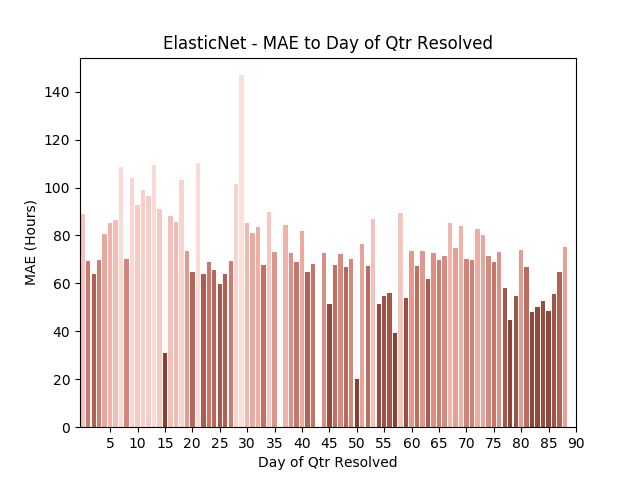 ElasticNet - MAE to Day of Qtr Resolved
MAE (Hours)
140
120
100
80
60
40
20
0
5 10 15 20 25 30 35 40 45 50 55 60 65 70 75 80 85 90
Day of Qtr Resolved